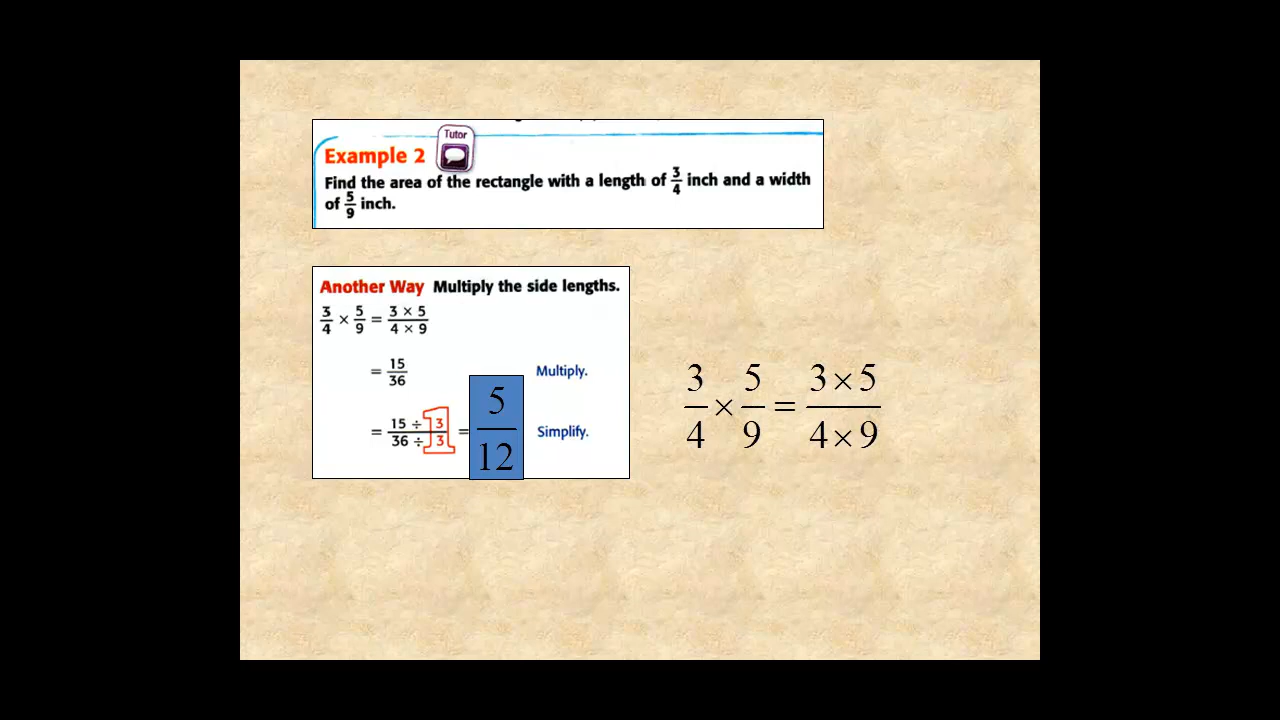 Tutor
Example 2
Find the area of the rectangle with a length of 3/4 inch and a width
of 5/9 inch.
Another Way Multiply the side lengths.
3/4 × 5/9 = 3 × 5/4 × 9
= 15/36 Multiply.
= 15 ÷ 3/36 ÷ 3 = 5/12 Simplify.
3/4 × 5/9 = 3 × 5/4 × 9